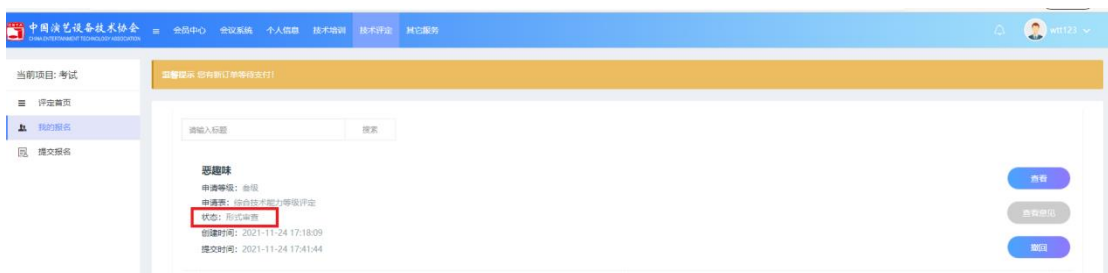 中国演艺设备技术协会
CHINA ENTERTAINMENT TECHNOLOGY ASSOCIATION
会员中心 会议系统 个人信息 技术培训 技术评定 其它服务
wtt123
当前项目: 考试
温馨提示 您有新订单等待支付!
评定首页
我的报名
提交报名
请输入标题 搜索
恶趣味
申请等级: 叁级
申请表: 综合技术能力等级评定
状态: 形式审查
创建时间: 2021-11-24 17:18:09
提交时间: 2021-11-24 17:41:44
查看
查看意见
撤回